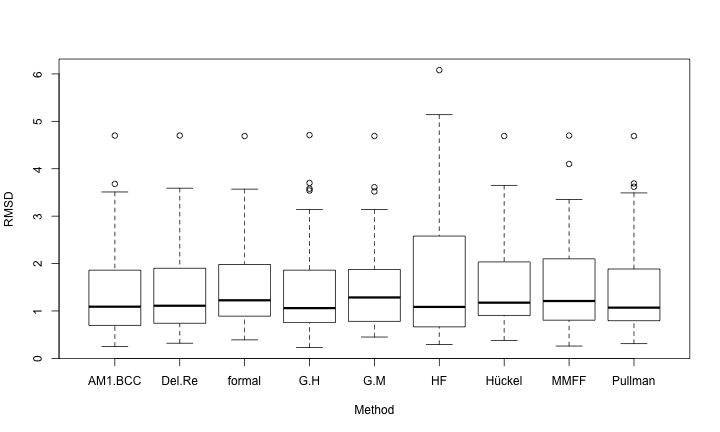 6
5
4
3
2
1
0
RMSD
AM1.BCC Del.Re formal G.H G.M HF Hückel MMFF Pullman
Method